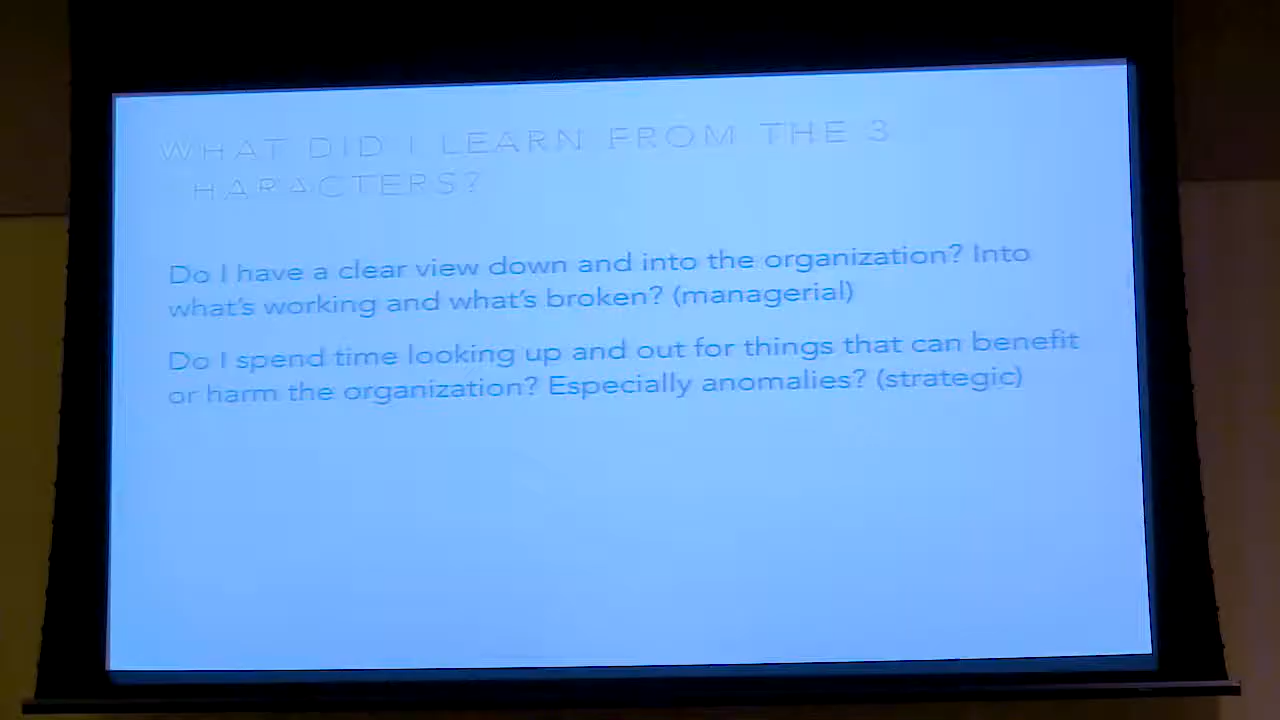 WHAT DID I LEARN FROM THE 3
HARACTERS?
Do I have a clear view down and into the organization? Into
what's working and what's broken? (managerial)
Do I spend time looking up and out for things that can benefit
or harm the organization? Especially anomalies? (strategic)